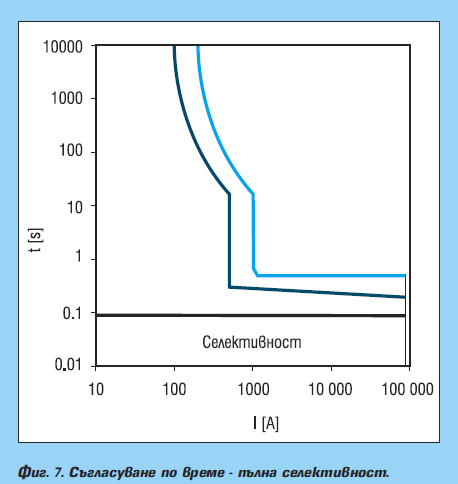 10000
1000
100
10
1
0.1
0.01
t [s]
Селективност
10 100 1000 10 000 100 000
I [A]
Фиг. 7. Съгласуване по време - пълна селективност.